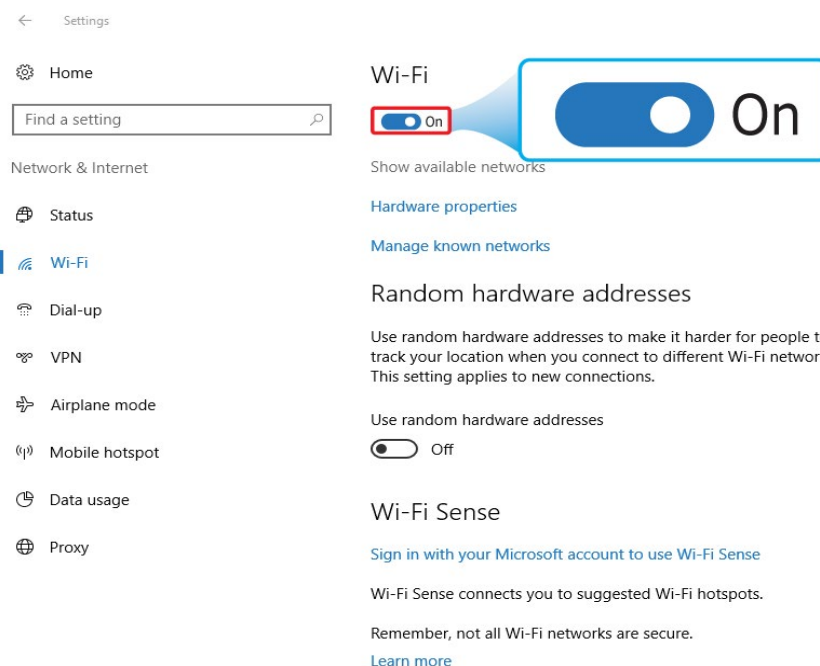 Settings
Home
Find a setting
Network & Internet
Status
Wi-Fi
Dial-up
VPN
Airplane mode
Mobile hotspot
Data usage
Proxy
Wi-Fi
On
On
Show available networks
Hardware properties
Manage known networks
Random hardware addresses
Use random hardware addresses to make it harder for people t
track your location when you connect to different Wi-Fi networ
This setting applies to new connections.
Use random hardware addresses
Off
Wi-Fi Sense
Sign in with your Microsoft account to use Wi-Fi Sense
Wi-Fi Sense connects you to suggested Wi-Fi hotspots.
Remember, not all Wi-Fi networks are secure.
Learn more